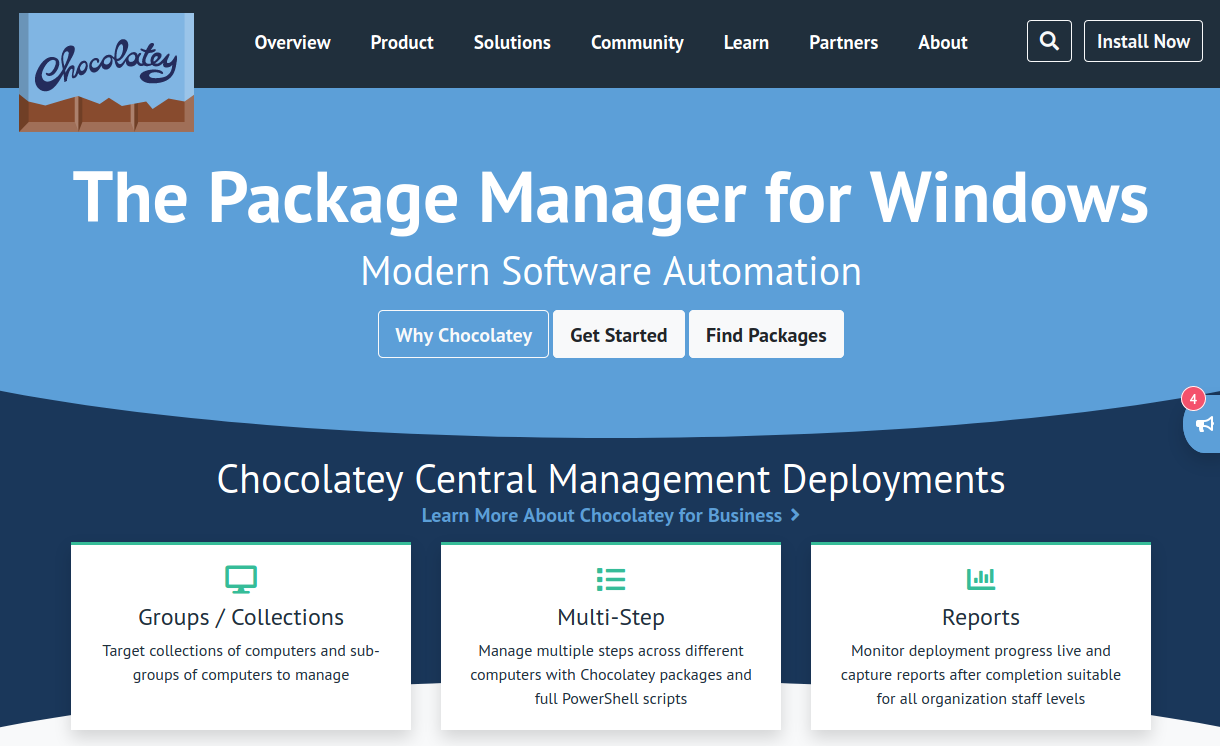 Chocolatey
Overview
Product
Solutions
Community
Learn
Partners
About
Install Now
The Package Manager for Windows
Modern Software Automation
Why Chocolatey
Get Started
Find Packages
4
Chocolatey Central Management Deployments
Learn More About Chocolatey for Business
Groups / Collections
Target collections of computers and sub-
groups of computers to manage
Multi-Step
Manage multiple steps across different
computers with Chocolatey packages and
full PowerShell scripts
Reports
Monitor deployment progress live and
capture reports after completion suitable
for all organization staff levels